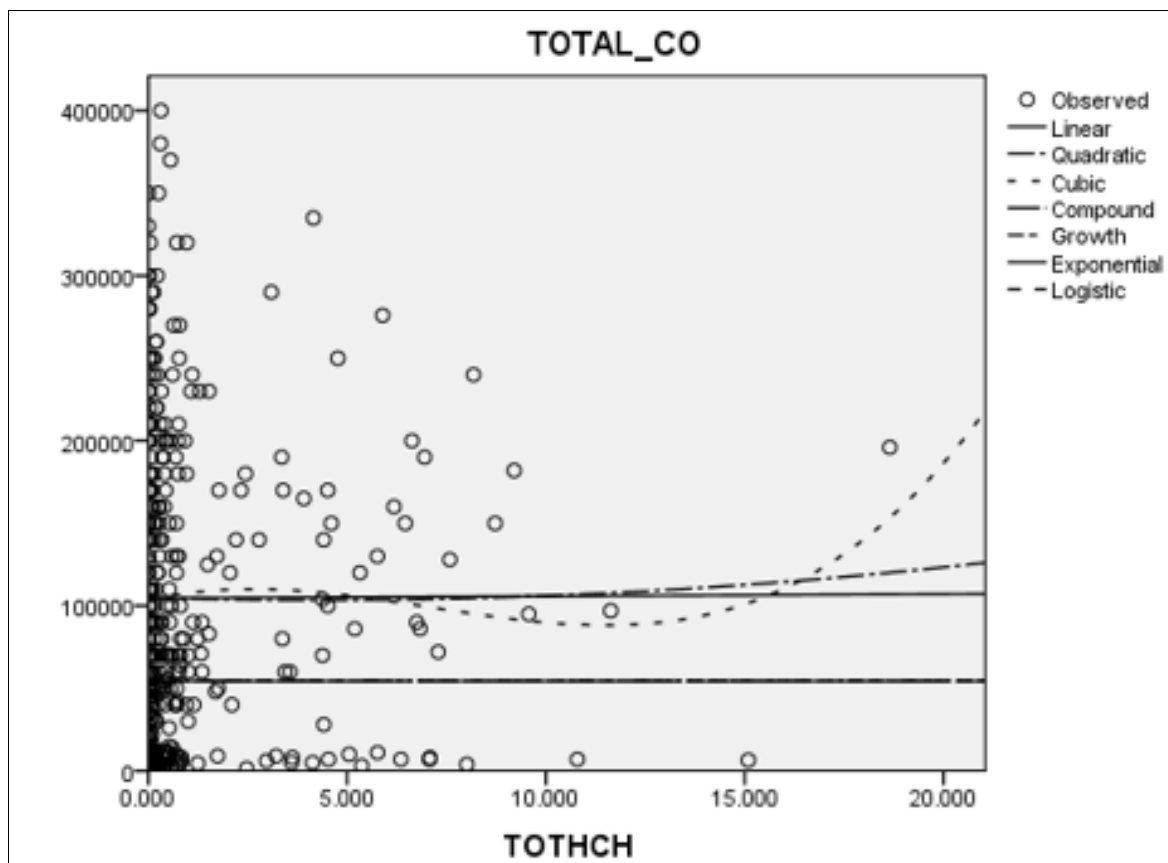 TOTAL_CO
400000
300000
200000
100000
0
0.000
5.000
10.000
15.000
20.000
TOTHCH
Observed
Linear
Quadratic
Cubic
Compound
Growth
Exponential
Logistic